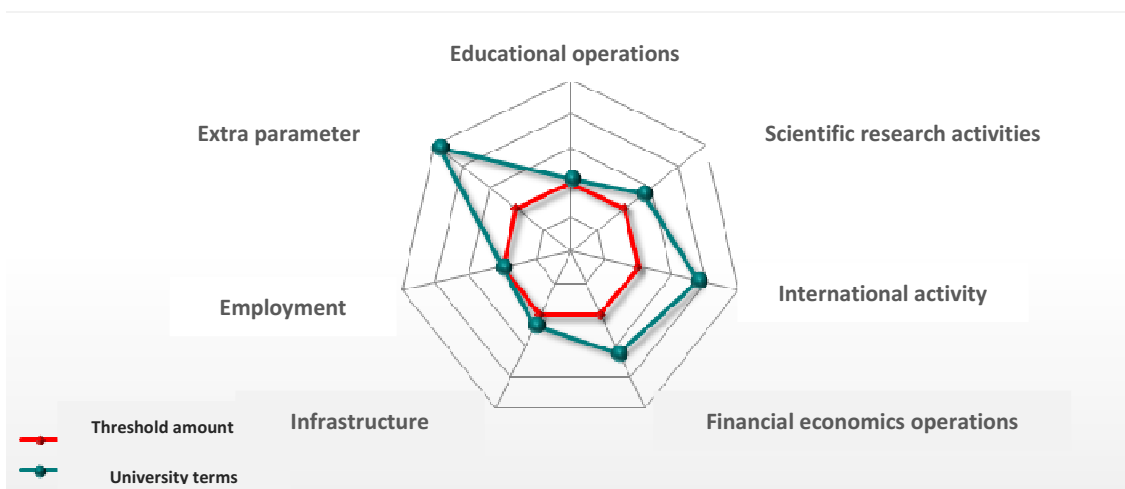 Educational operations
Extra parameter
Scientific research activities
Employment
International activity
Infrastructure
Financial economics operations
Threshold amount
University terms